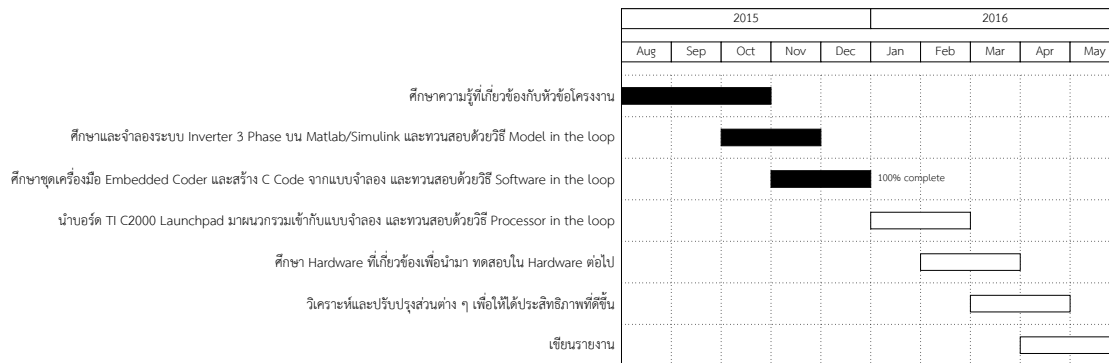 2015 2016
Aug Sep Oct Nov Dec Jan Feb Mar Apr May
ศึกษาความรู้ที่เกี่ยวข้องกับหัวข้อโครงงาน
ศึกษาและจำลองระบบ Inverter 3 Phase บน Matlab/Simulink และทวนสอบด้วยวิธี Model in the loop
ศึกษาชุดเครื่องมือ Embedded Coder และสร้าง C Code จากแบบจำลอง และทวนสอบด้วยวิธี Software in the loop 100% complete
นำบอร์ด TI C2000 Launchpad มาผนวกรวมเข้ากับแบบจำลอง และทวนสอบด้วยวิธี Processor in the loop
ศึกษา Hardware ที่เกี่ยวข้องเพื่อนำมา ทดสอบใน Hardware ต่อไป
วิเคราะห์และปรับปรุงส่วนต่าง ๆ เพื่อให้ได้ประสิทธิภาพที่ดีขึ้น
เขียนรายงาน